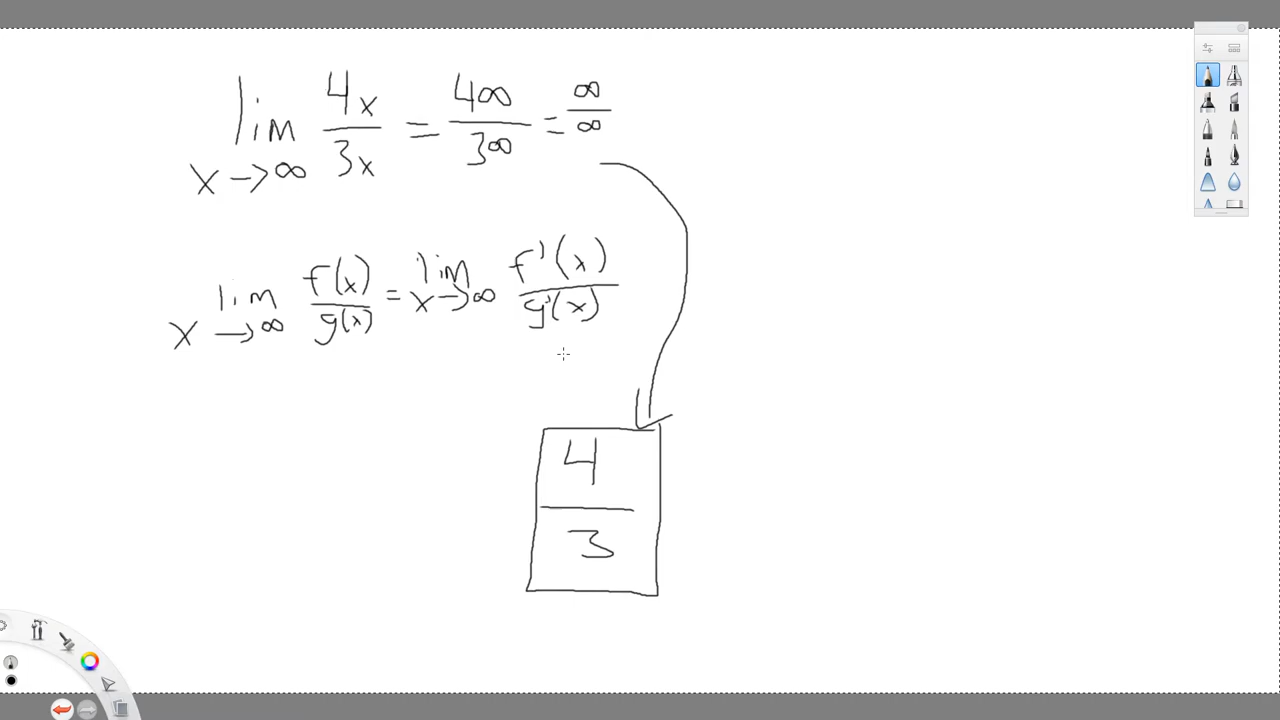 lim x→∞ 4x/3x = 4∞/3∞ = ∞/∞
lim x→∞ f(x)/g(x) = lim x→∞ f'(x)/g'(x)
4/3